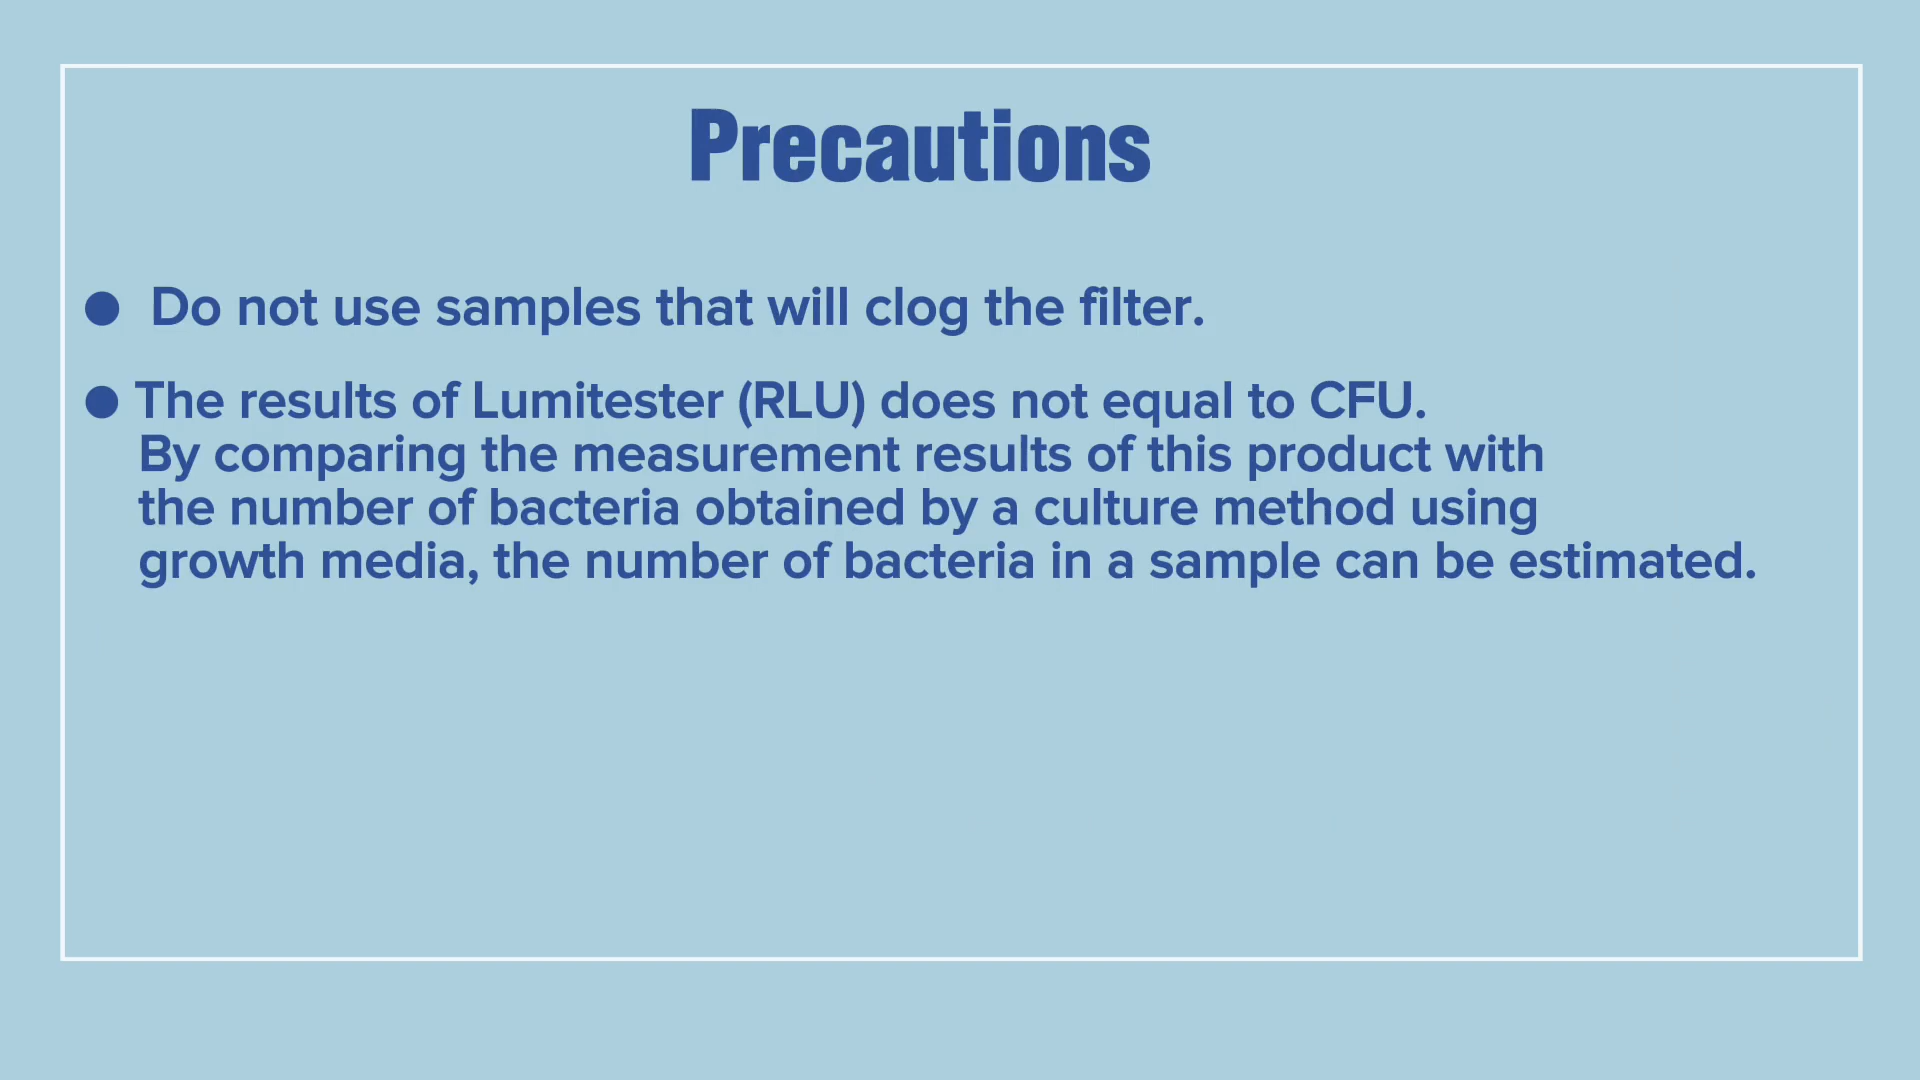 Precautions
● Do not use samples that will clog the filter.
● The results of Lumitester (RLU) does not equal to CFU.
By comparing the measurement results of this product with
the number of bacteria obtained by a culture method using
growth media, the number of bacteria in a sample can be estimated.